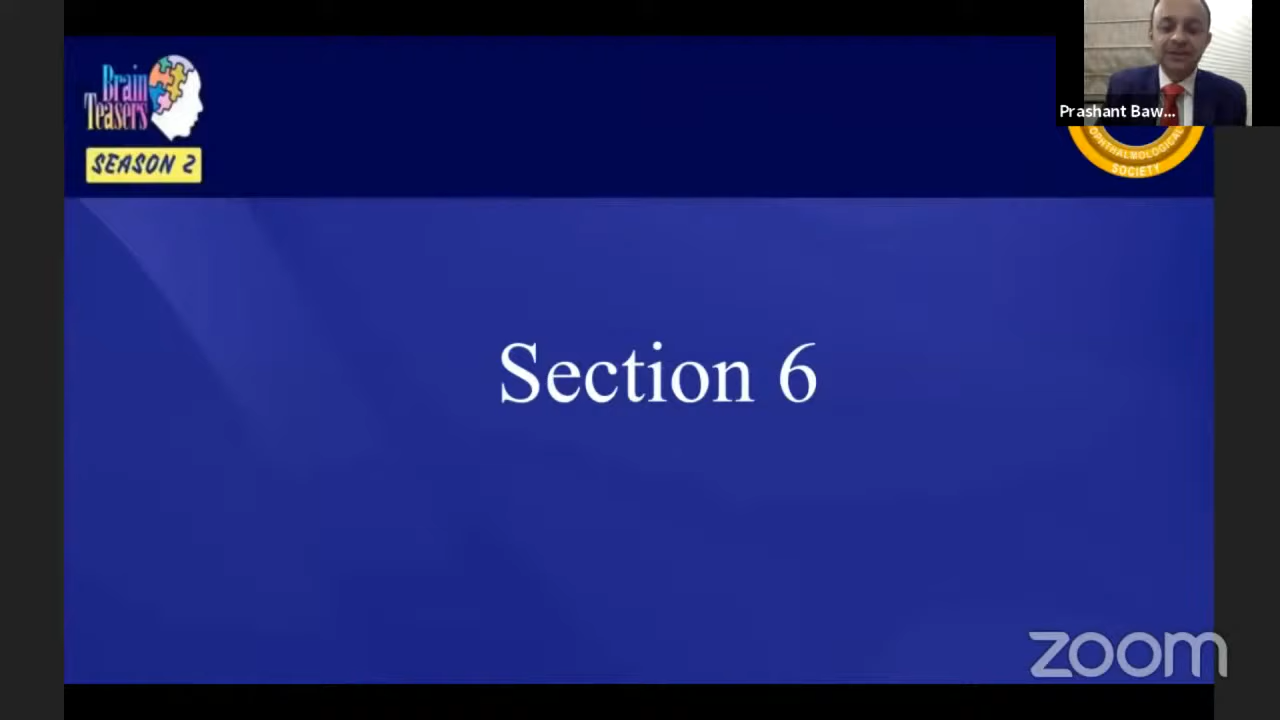 Brain
Teasers
SEASON 2
Prashant Baw...
OPHTHALMOLOGICAL
SOCIETY
Section 6
zoom